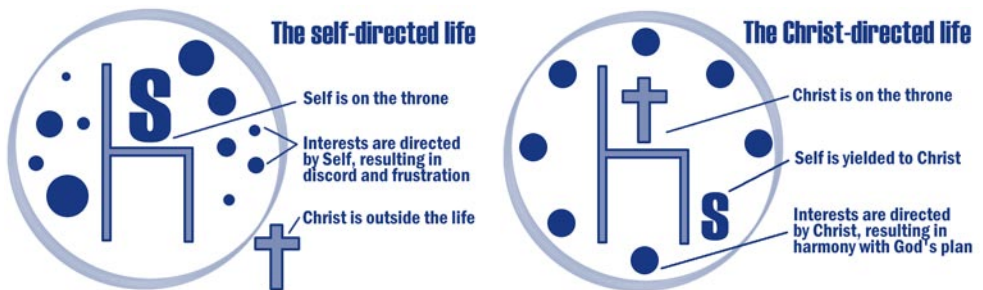 The self-directed life
S
Self is on the throne
Interests are directed
by Self, resulting in
discord and frustration
Christ is outside the life
The Christ-directed life
Christ is on the throne
Self is yielded to Christ
S
Interests are directed
by Christ, resulting in
harmony with God's plan